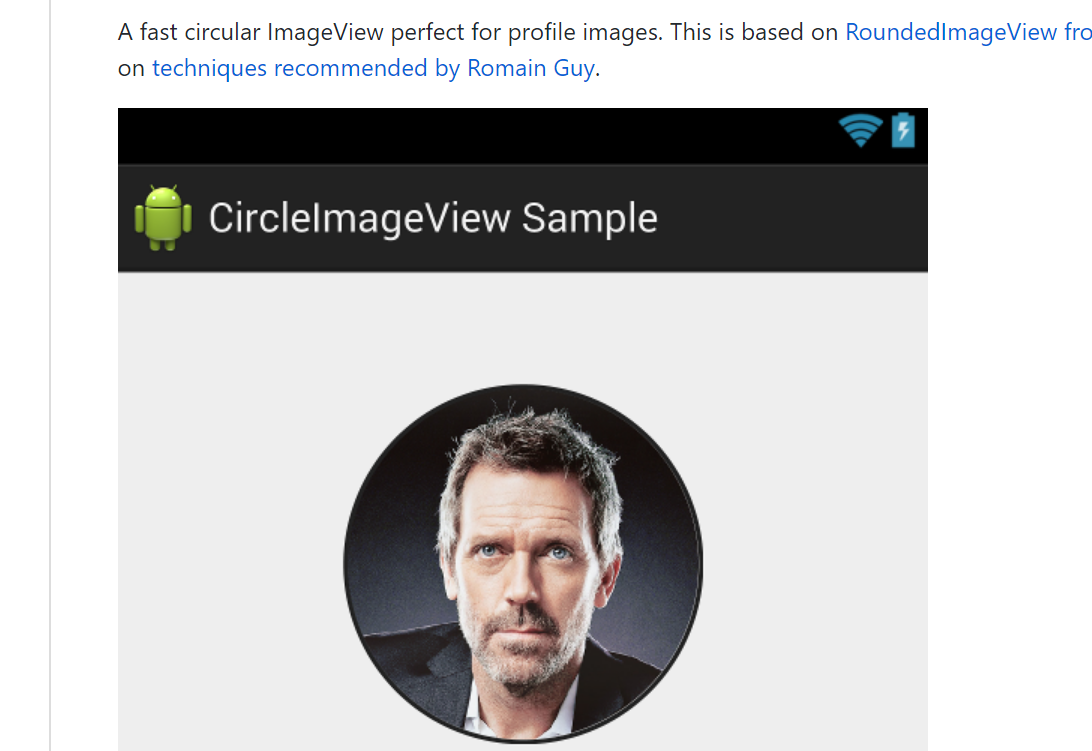 A fast circular ImageView perfect for profile images. This is based on RoundedImageView fro
on techniques recommended by Romain Guy.
CircleImageView Sample